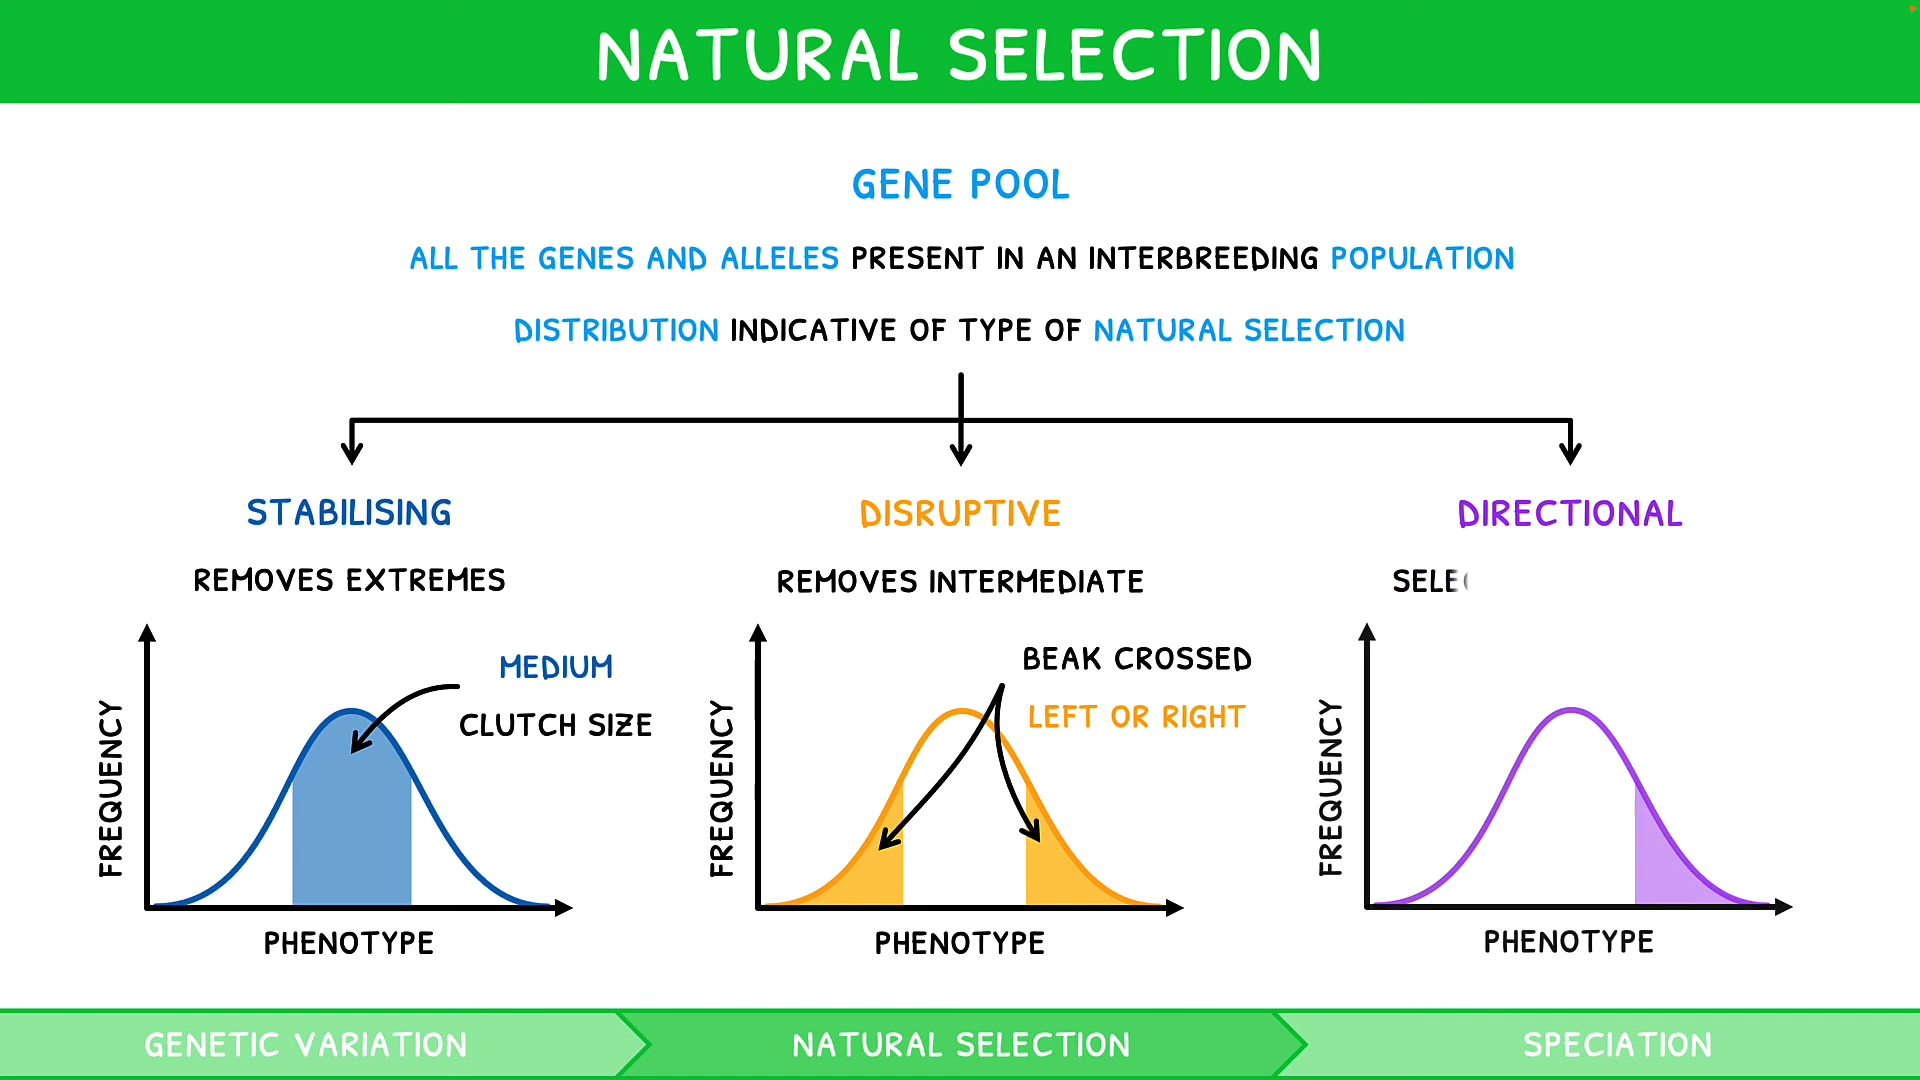 NATURAL SELECTION
GENE POOL
ALL THE GENES AND ALLELES PRESENT IN AN INTERBREEDING POPULATION
DISTRIBUTION INDICATIVE OF TYPE OF NATURAL SELECTION
STABILISING
REMOVES EXTREMES
MEDIUM
CLUTCH SIZE
FREQUENCY
PHENOTYPE
DISRUPTIVE
REMOVES INTERMEDIATE
BEAK CROSSED
LEFT OR RIGHT
FREQUENCY
PHENOTYPE
DIRECTIONAL
FREQUENCY
PHENOTYPE
GENETIC VARIATION
NATURAL SELECTION
SPECIATION